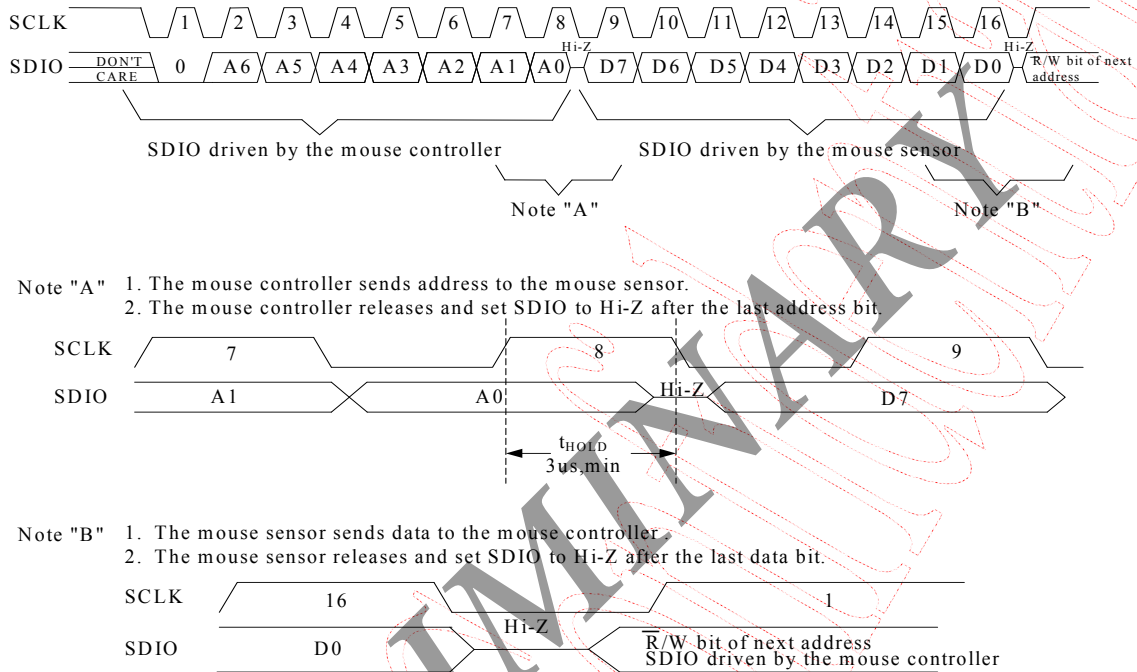 SCLK 1 2 3 4 5 6 7 8 9 10 11 12 13 14 15 16
Hi-Z Hi-Z
SDIO DON'T CARE 0 A6 A5 A4 A3 A2 A1 A0 D7 D6 D5 D4 D3 D2 D1 D0 R/W bit of next address
SDIO driven by the mouse controller SDIO driven by the mouse sensor
Note "A" Note "B"
Note "A" 1. The mouse controller sends address to the mouse sensor.
2. The mouse controller releases and set SDIO to Hi-Z after the last address bit.
SCLK 7 8 9
SDIO A1 A0 Hi-Z D7
tHOLD
3us,min
Note "B" 1. The mouse sensor sends data to the mouse controller.
2. The mouse sensor releases and set SDIO to Hi-Z after the last data bit.
SCLK 16 1
Hi-Z
SDIO D0 R̅/W bit of next address
SDIO driven by the mouse controller